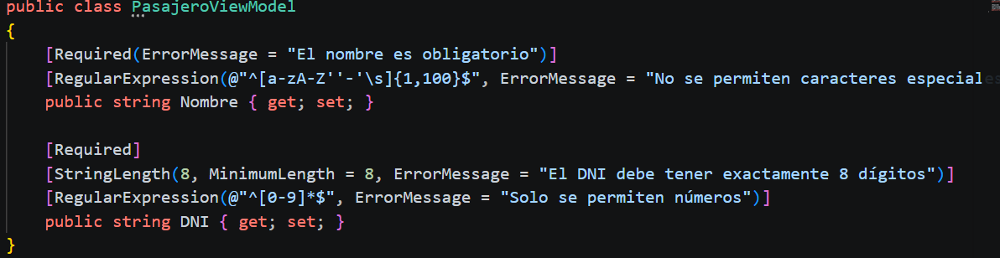 public class PasajeroViewModel
{
[Required(ErrorMessage = "El nombre es obligatorio")]
[RegularExpression(@"^[a-zA-Z''-'\s]{1,100}$", ErrorMessage = "No se permiten caracteres especiales
public string Nombre { get; set; }
[Required]
[StringLength(8, MinimumLength = 8, ErrorMessage = "El DNI debe tener exactamente 8 dígitos")]
[RegularExpression(@"^[0-9]*$", ErrorMessage = "Solo se permiten números")]
public string DNI { get; set; }
}